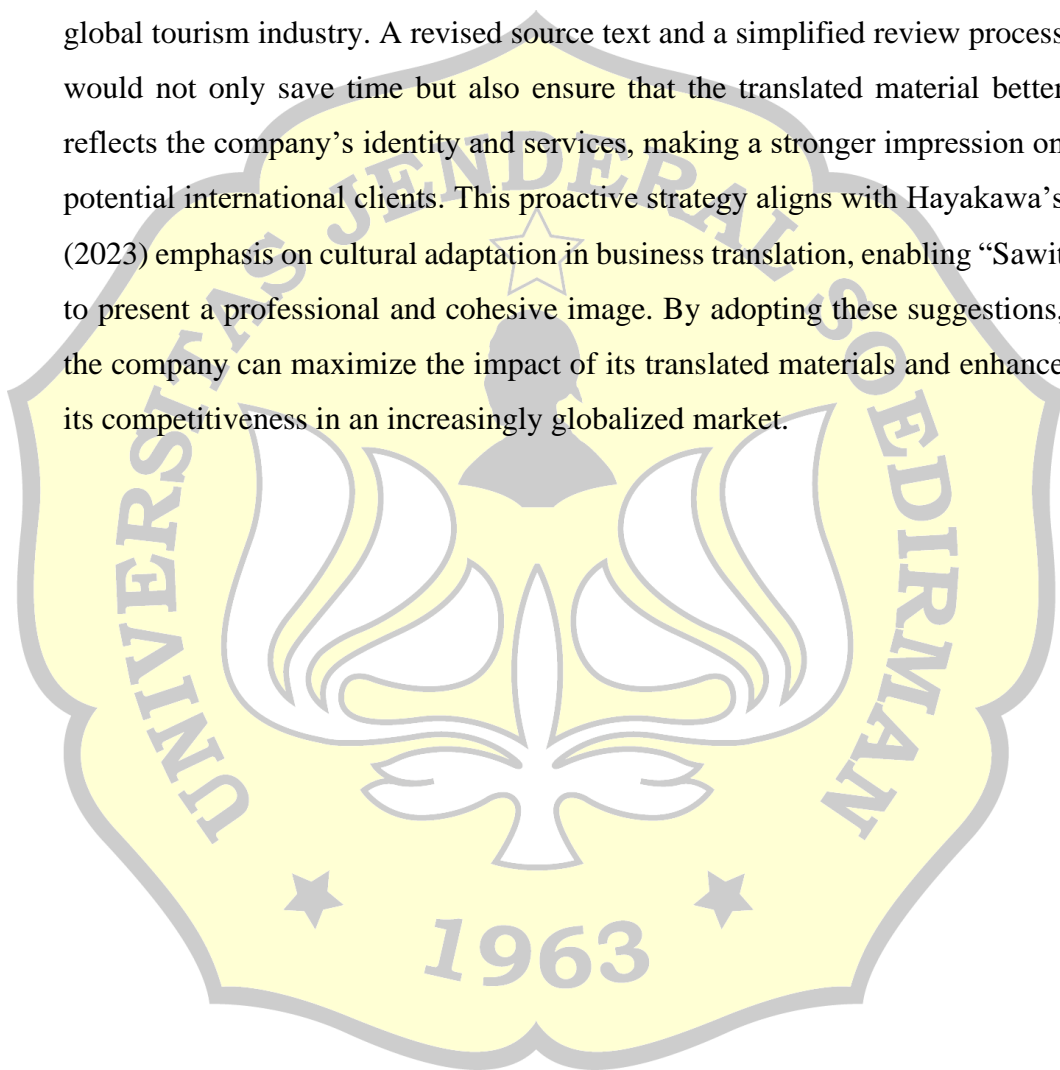 global tourism industry. A revised source text and a simplified review process
would not only save time but also ensure that the translated material better
reflects the company’s identity and services, making a stronger impression on
potential international clients. This proactive strategy aligns with Hayakawa’s
(2023) emphasis on cultural adaptation in business translation, enabling “Sawit
to present a professional and cohesive image. By adopting these suggestions,
the company can maximize the impact of its translated materials and enhance
its competitiveness in an increasingly globalized market.
UNIVERSITAS JENDERAL SOEDIRMAN
1963